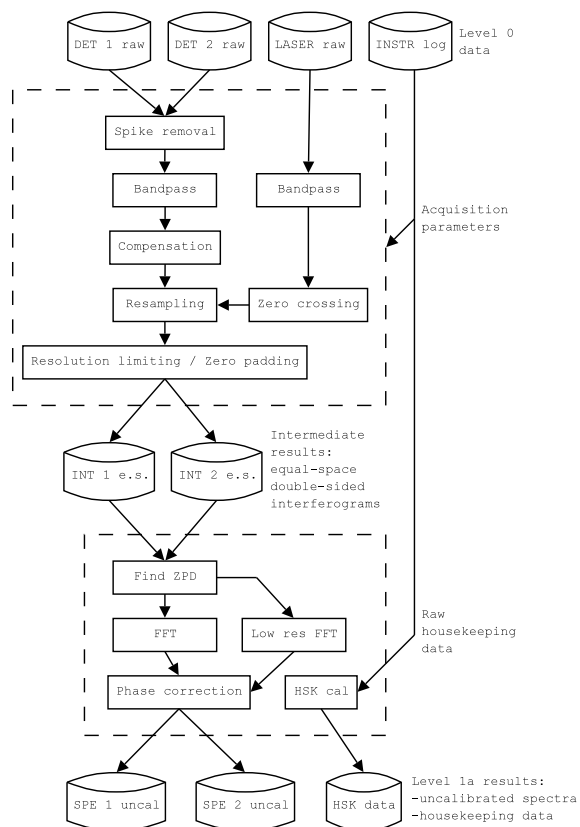 DET 1 raw
DET 2 raw
LASER raw
INSTR log
Level 0
data
Spike removal
Bandpass
Bandpass
Compensation
Acquisition
parameters
Resampling
Zero crossing
Resolution limiting / Zero padding
INT 1 e.s.
INT 2 e.s.
Intermediate
results:
equal-space
double-sided
interferograms
Find ZPD
FFT
Low res FFT
Raw
housekeeping
data
Phase correction
HSK cal
SPE 1 uncal
SPE 2 uncal
HSK data
Level 1a results:
-uncalibrated spectra
-housekeeping data